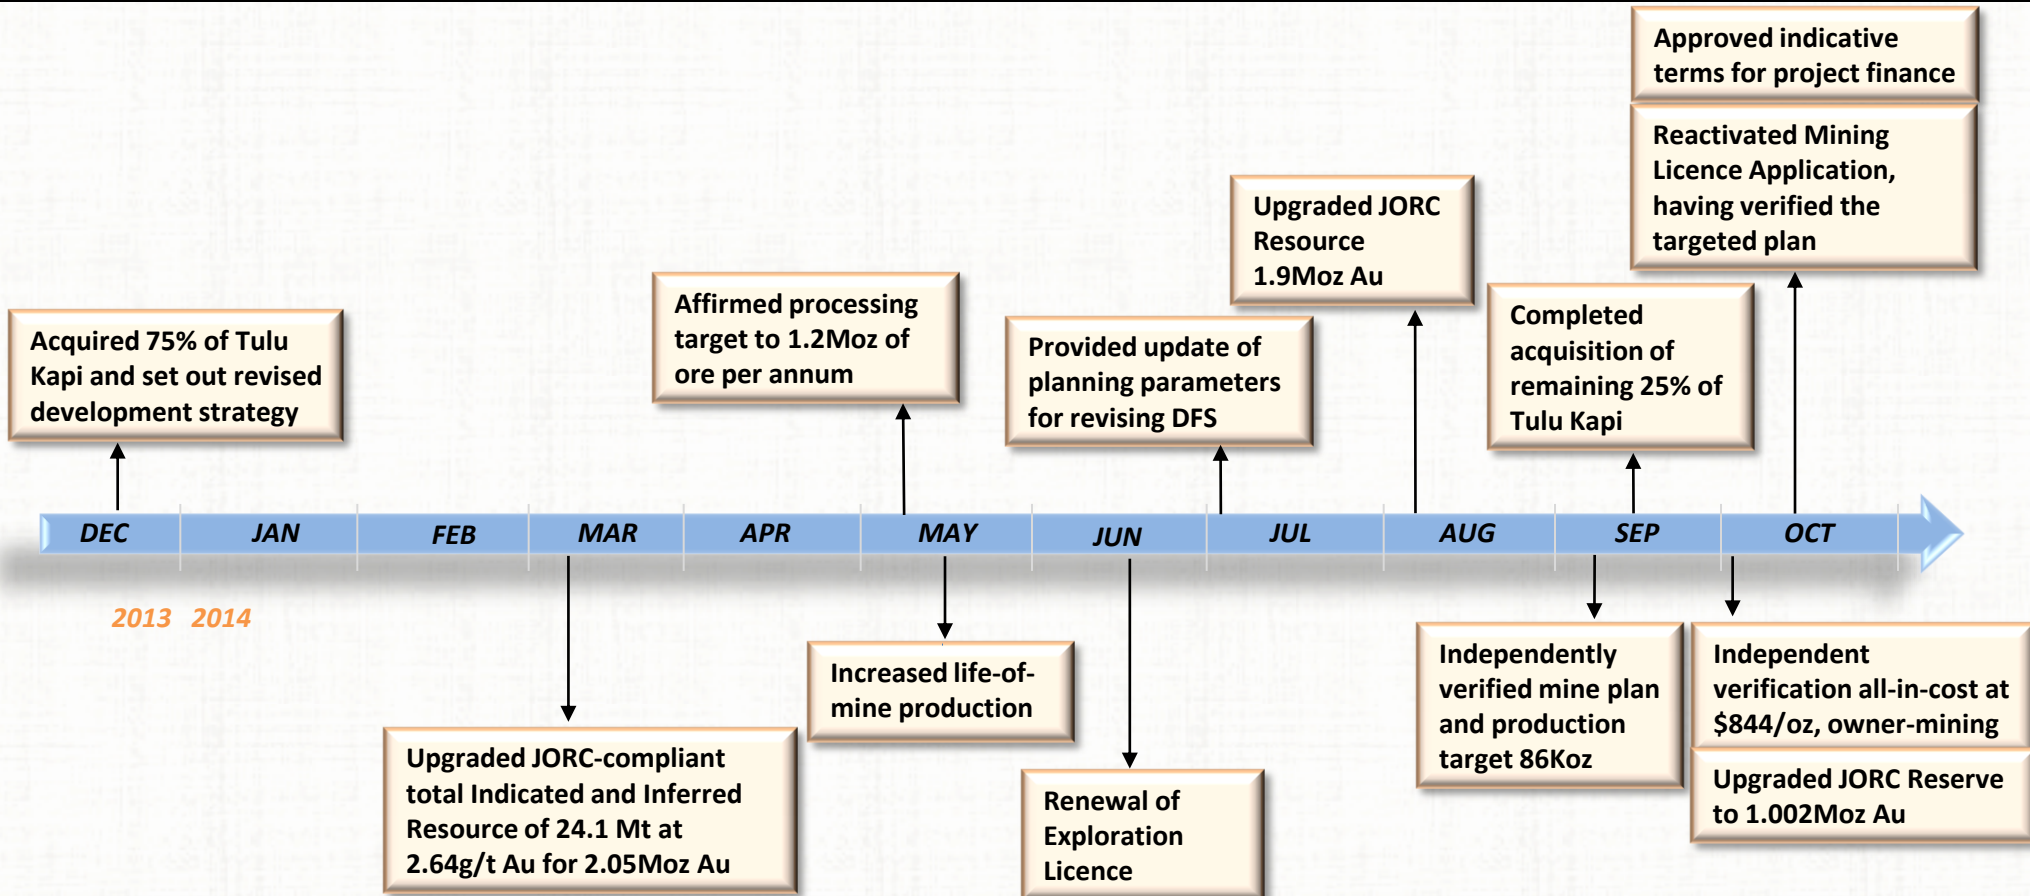 Approved indicative
terms for project finance
Reactivated Mining
Licence Application,
having verified the
targeted plan
Upgraded JORC
Resource
1.9Moz Au
Affirmed processing
target to 1.2Moz of
ore per annum
Completed
acquisition of
remaining 25% of
Tulu Kapi
Acquired 75% of Tulu
Kapi and set out revised
development strategy
Provided update of
planning parameters
for revising DFS
DEC JAN FEB MAR APR MAY JUN JUL AUG SEP OCT
2013 2014
Increased life-of-
mine production
Independently
verified mine plan
and production
target 86Koz
Independent
verification all-in-cost at
$844/oz, owner-mining
Upgraded JORC-compliant
total Indicated and Inferred
Resource of 24.1 Mt at
2.64g/t Au for 2.05Moz Au
Renewal of
Exploration
Licence
Upgraded JORC Reserve
to 1.002Moz Au